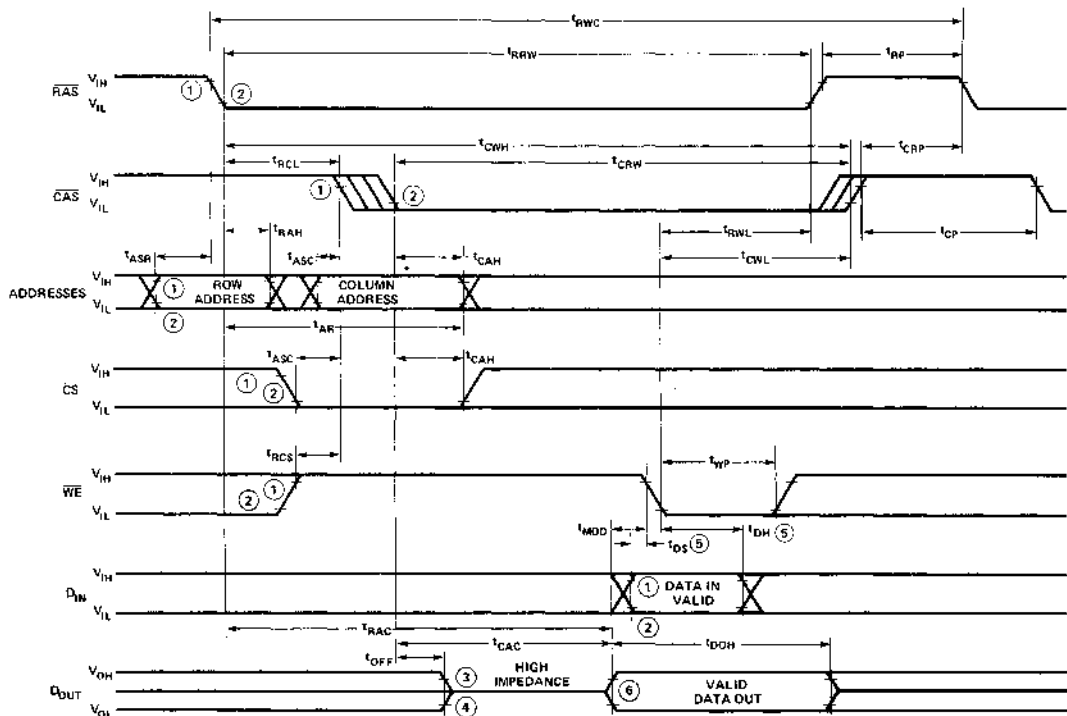 tRWC
tRRW
tRP
RAS
VIH
VIL
① ②
tCWH
tRCL
tCRW
tCRP
CAS
VIH
VIL
① ②
tRAH
tRWL
tCP
tASR
tASC
tCAH
tCWL
ADDRESSES
VIH
VIL
① ROW ADDRESS
COLUMN ADDRESS
②
tAR
tASC
tCAH
CS
VIH
VIL
① ②
tRCS
tWP
WE
VIH
VIL
② ①
tMOD
tDS ⑤
tDH ⑤
DIN
VIH
VIL
① DATA IN VALID
②
tRAC
tCAC
tDOH
tOFF
DOUT
VOH
VOL
③
④
HIGH IMPEDANCE
⑥
VALID DATA OUT